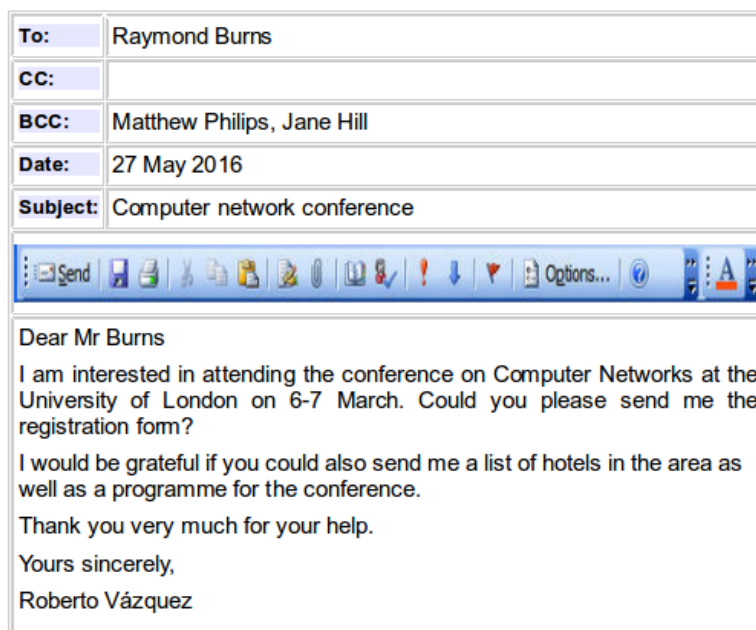 To: Raymond Burns
CC:
BCC: Matthew Philips, Jane Hill
Date: 27 May 2016
Subject: Computer network conference
Send Options...
Dear Mr Burns
I am interested in attending the conference on Computer Networks at the
University of London on 6-7 March. Could you please send me the
registration form?
I would be grateful if you could also send me a list of hotels in the area as
well as a programme for the conference.
Thank you very much for your help.
Yours sincerely,
Roberto Vázquez